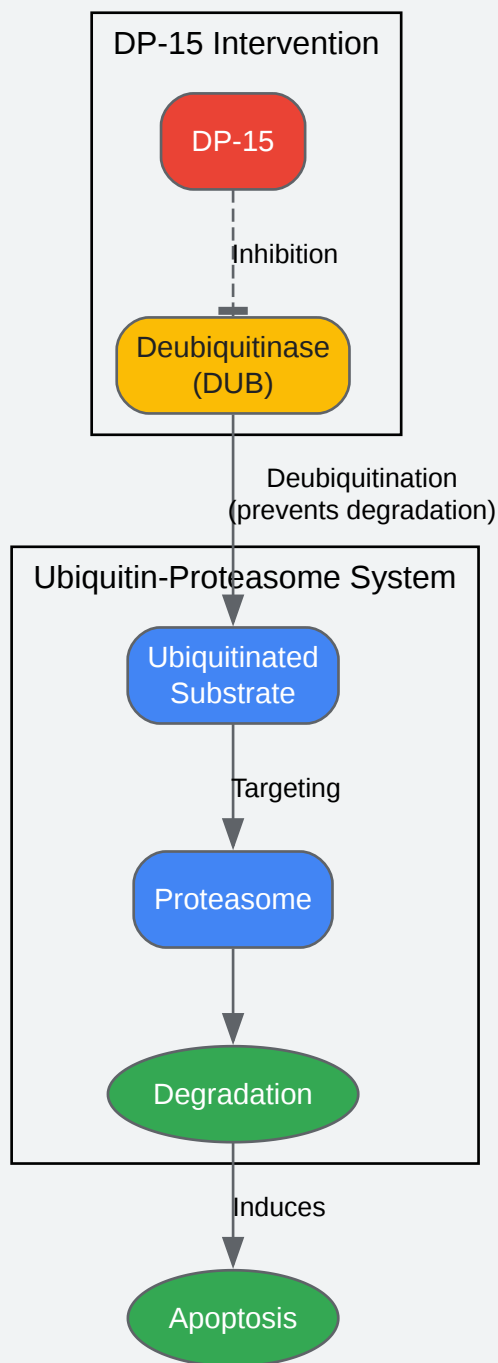 DP-15 Intervention
DP-15
Inhibition
Deubiquitinase
(DUB)
Deubiquitination
(prevents degradation)
Ubiquitin-Proteasome System
Ubiquitinated
Substrate
Targeting
Proteasome
Degradation
Induces
Apoptosis